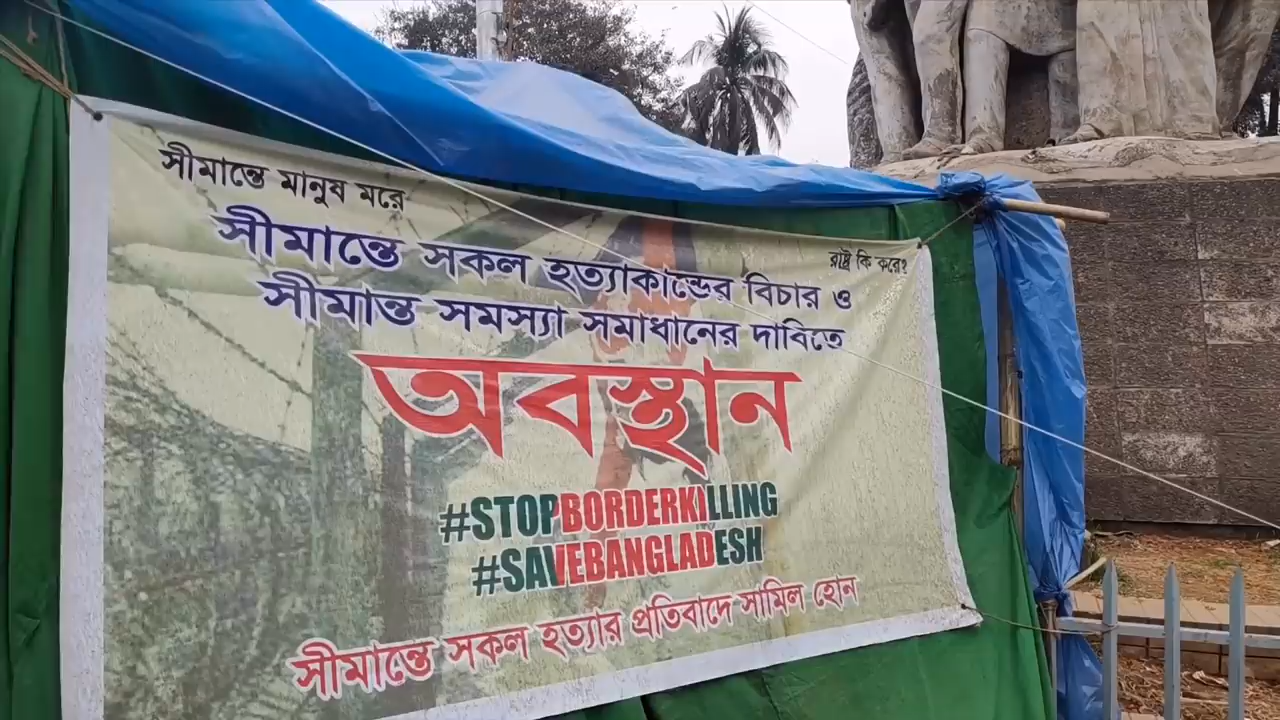 সীমান্তে মানুষ মরে
রাষ্ট্র কি করে?
সীমান্তে সকল হত্যাকান্ডের বিচার ও
সীমান্ত সমস্যা সমাধানের দাবিতে
অবস্থান
#STOPBORDERKILLING
#SAVEBANGLADESH
সীমান্তে সকল হত্যার প্রতিবাদে সামিল হোন